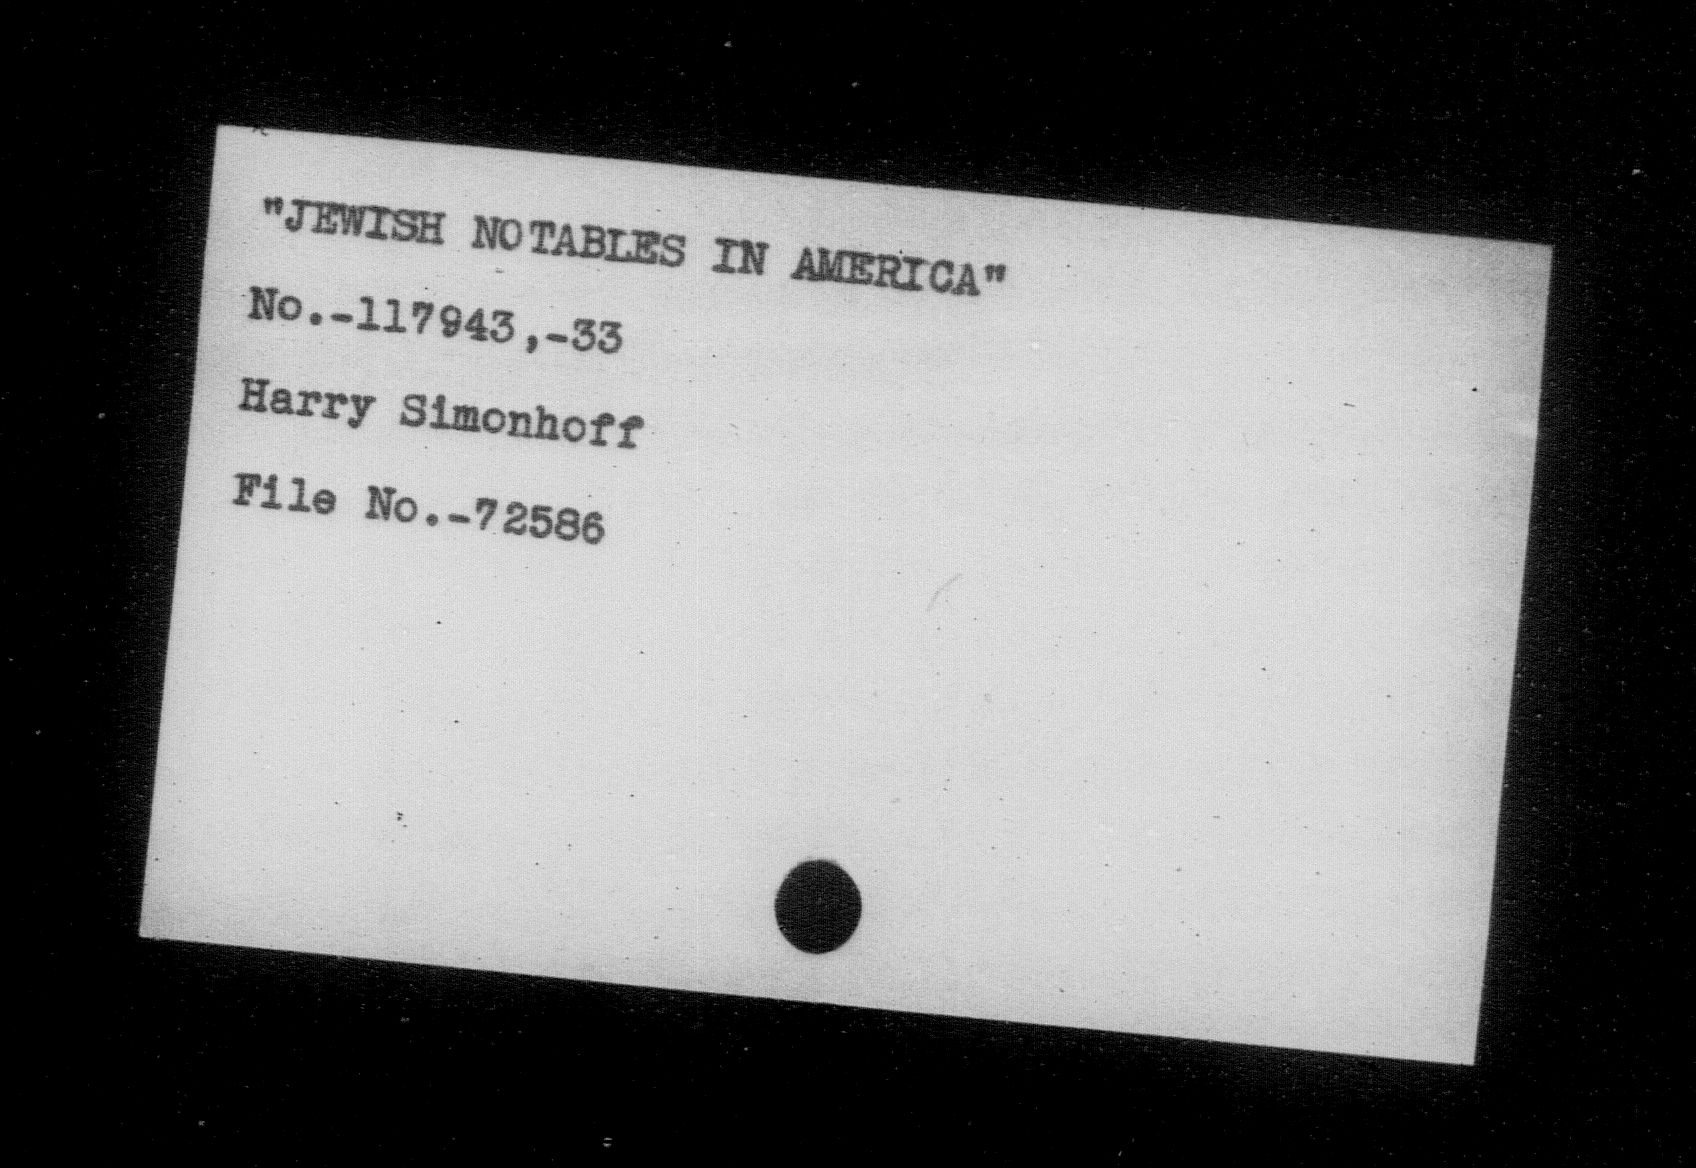 "JEWISH NOTABLES IN AMERICA"
No.-117943,-33
Harry Simonhoff
File No.-72586